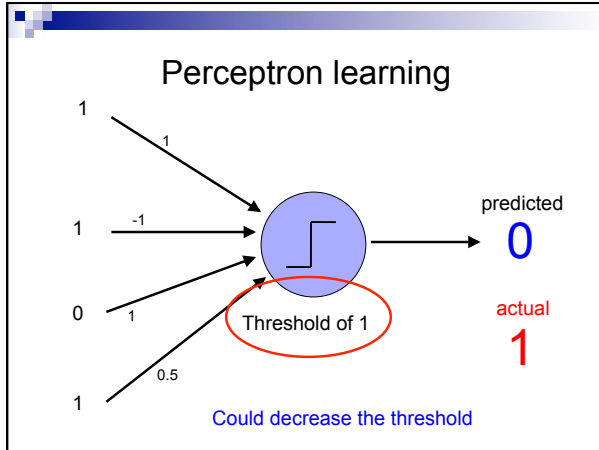 Perceptron learning
1
1
1
-1
predicted
0
0
1
Threshold of 1
actual
1
0.5
1
Could decrease the threshold